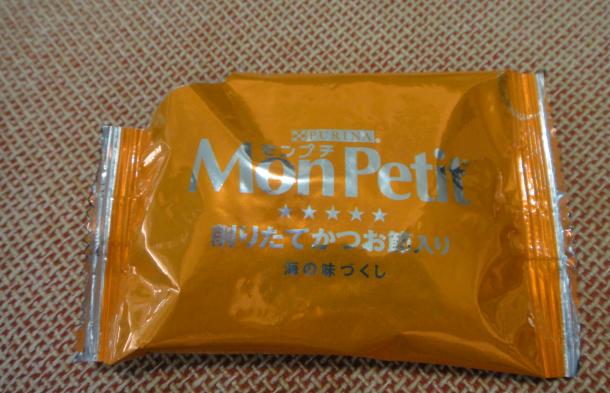 PURINA
モンプチ
MonPetit
★★★★★
削りたてかつお節入り
海の味づくし